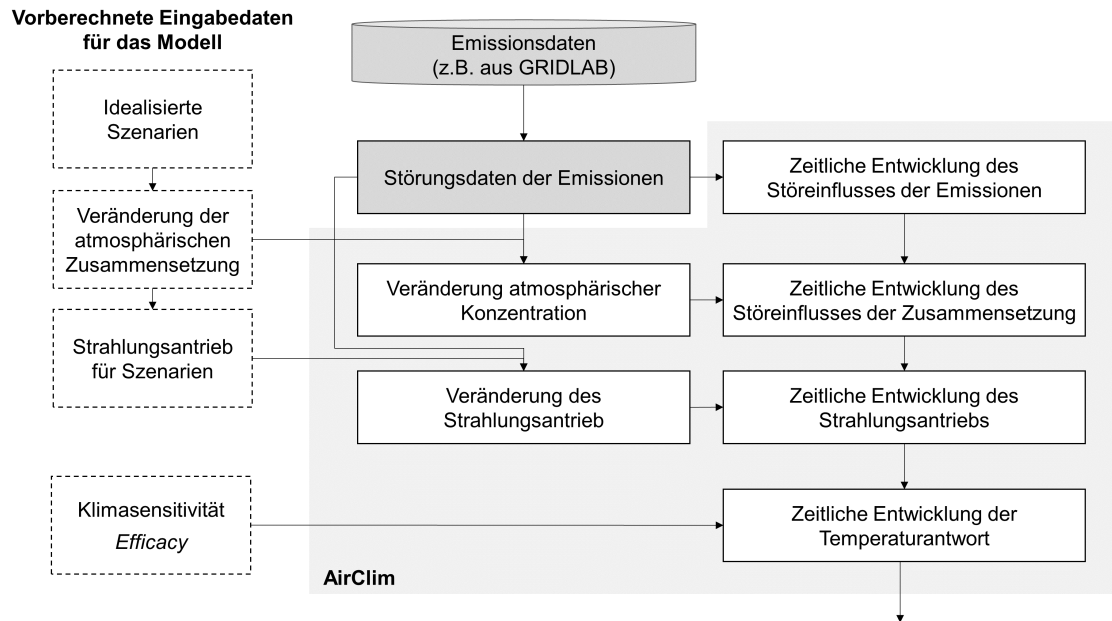 Vorberechnete Eingabedaten
für das Modell
Idealisierte
Szenarien
Veränderung der
atmosphärischen
Zusammensetzung
Strahlungsantrieb
für Szenarien
Klimasensitivität
Efficacy
Emissionsdaten
(z.B. aus GRIDLAB)
Störungsdaten der Emissionen
Veränderung atmosphärischer
Konzentration
Veränderung des
Strahlungsantrieb
Zeitliche Entwicklung des
Störeinflusses der Emissionen
Zeitliche Entwicklung des
Störeinflusses der Zusammensetzung
Zeitliche Entwicklung des
Strahlungsantriebs
Zeitliche Entwicklung der
Temperaturantwort
AirClim